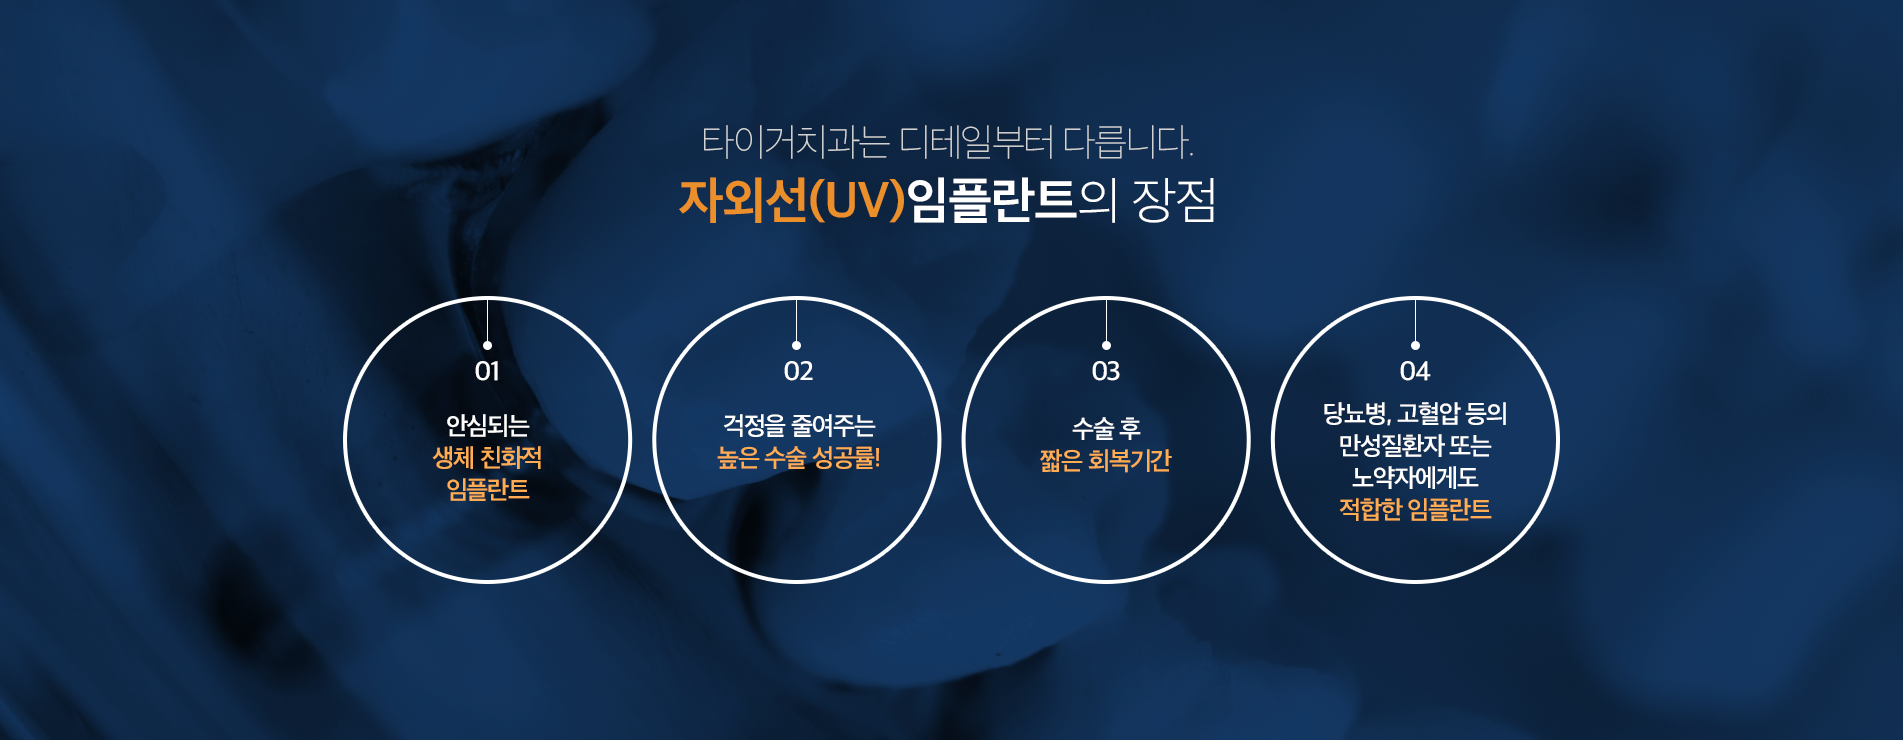 타이거치과는 디테일부터 다릅니다.
자외선(UV)임플란트의 장점
01
안심되는
생체 친화적
임플란트
02
걱정을 줄여주는
높은 수술 성공률!
03
수술 후
짧은 회복기간
04
당뇨병, 고혈압 등의
만성질환자 또는
노약자에게도
적합한 임플란트